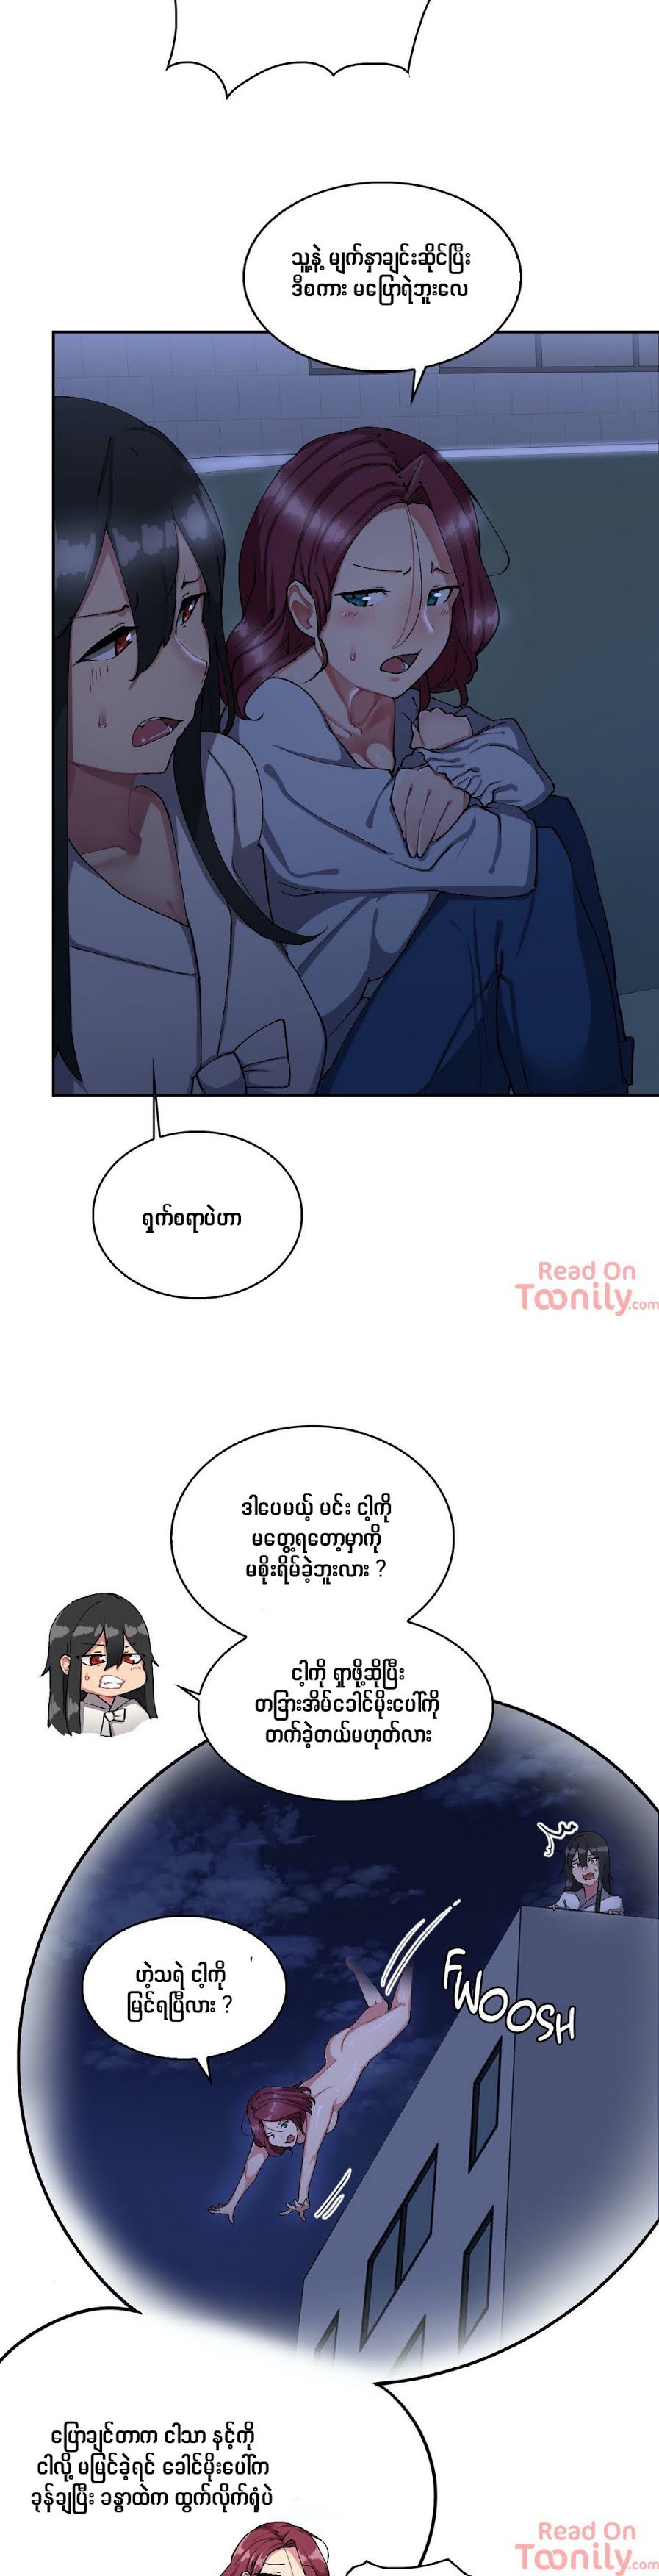 သူနဲ့ မျက်နှာချင်းဆိုင်ပြီး
ဒီစကား မပြောရဲဘူးလေ
ရှက်စရာပဲဟာ
Read On
Toonily.com
ဒါပေမယ့် မင်း ငါ့ကို
မတွေ့ရတော့မှာကို
မစိုးရိမ်ခဲ့ဘူးလား ?
ငါ့ကို ရှာဖို့ဆိုပြီး
တခြားအိမ်ခေါင်မိုးပေါ်ကို
တက်ခဲ့တယ်မဟုတ်လား
ဟဲ့သရဲ ငါ့ကို
မြင်ရပြီလား ?
FWOOSH
ပြောချင်တာက ငါသာ နင့်ကို
ငါလို့ မမြင်ခဲ့ရင် ခေါင်မိုးပေါ်က
ခုန်ချပြီး ခန္ဓာထဲက ထွက်လိုက်ရုံပဲ
Read On
Toonily.com